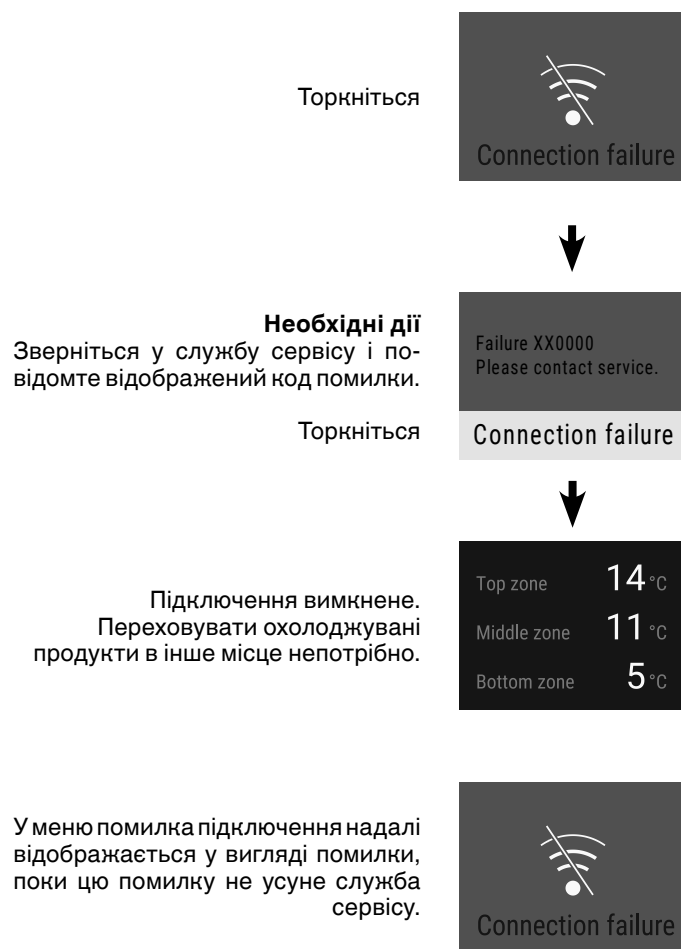 Торкніться
Connection failure
Необхідні дії
Зверніться у службу сервісу і по-
відомте відображений код помилки.
Failure XX0000
Please contact service.
Торкніться
Connection failure
Підключення вимкнене.
Переховувати охолоджувані
продукти в інше місце непотрібно.
Top zone 14 °C
Middle zone 11 °C
Bottom zone 5 °C
У меню помилка підключення надалі
відображається у вигляді помилки,
поки цю помилку не усуне служба
сервісу.
Connection failure